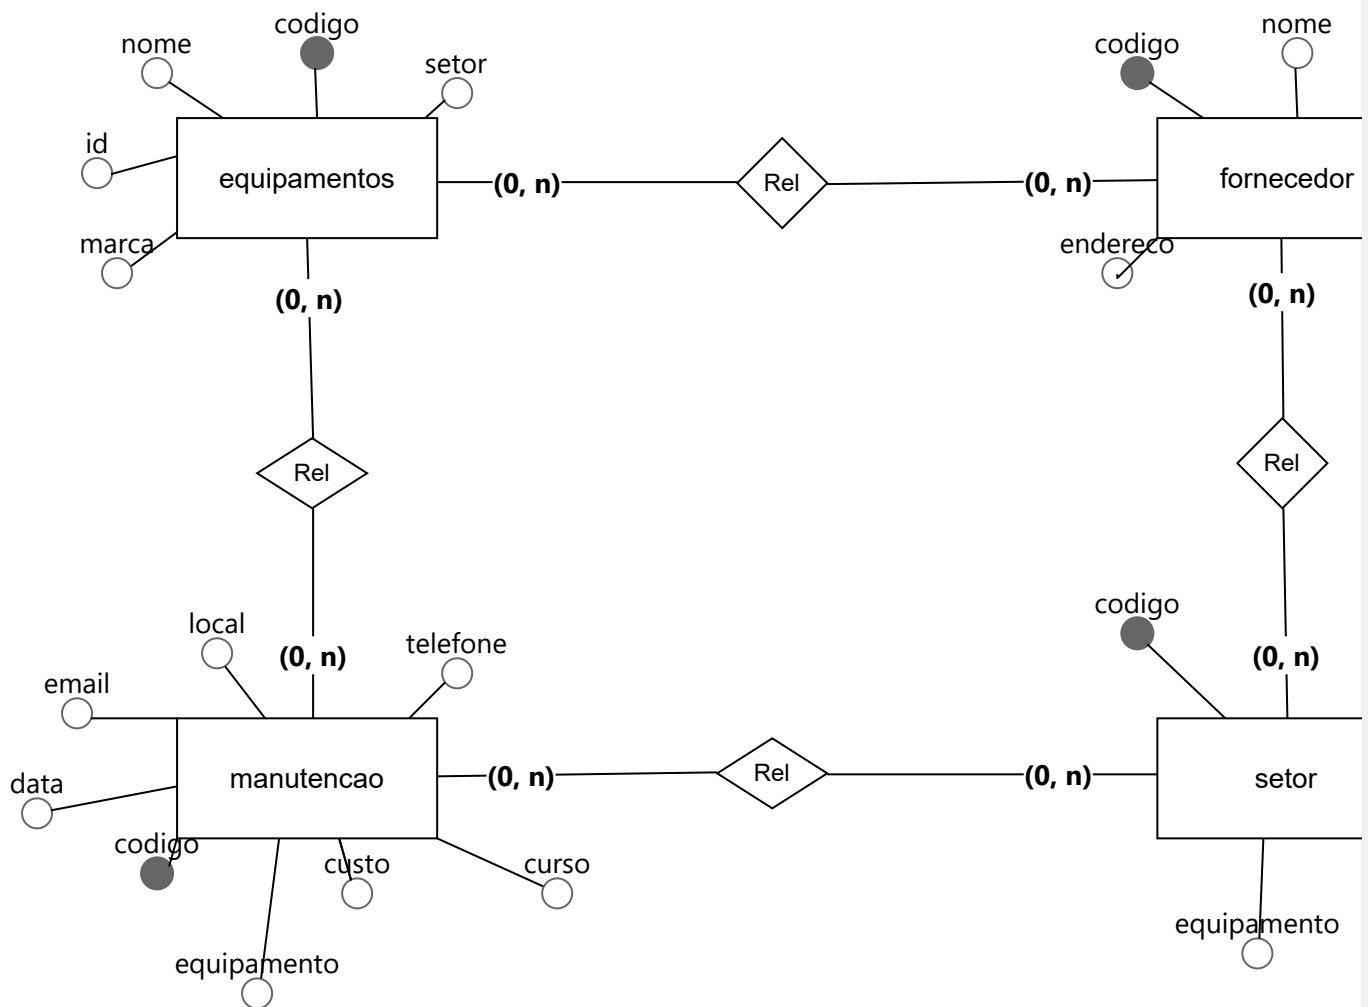 codigo
nome
setor
id
equipamentos
marca
(0, n)
Rel
(0, n)
codigo
nome
fornecedor
endereco
(0, n)
(0, n)
Rel
Rel
(0, n)
(0, n)
local
telefone
email
manutencao
data
codigo
custo
curso
equipamento
(0, n)
Rel
(0, n)
codigo
setor
equipamento